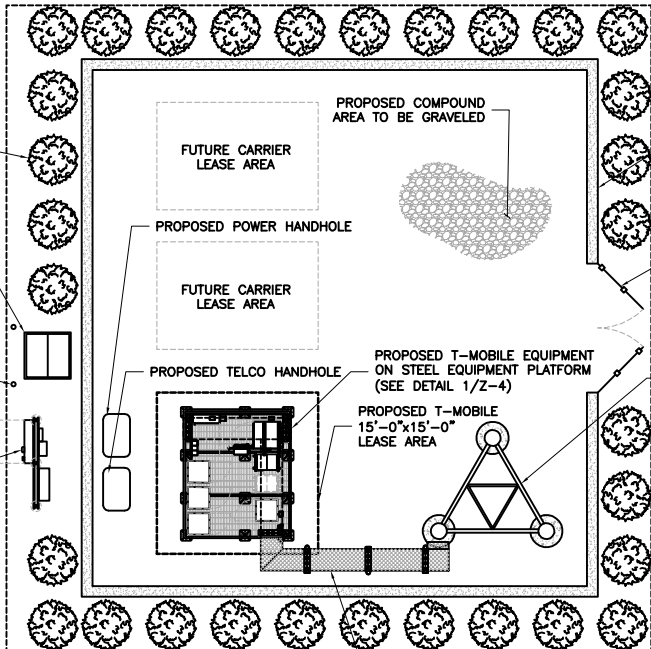 PROPOSED COMPOUND
AREA TO BE GRAVELED
FUTURE CARRIER
LEASE AREA
PROPOSED POWER HANDHOLE
FUTURE CARRIER
LEASE AREA
PROPOSED TELCO HANDHOLE
PROPOSED T-MOBILE EQUIPMENT
ON STEEL EQUIPMENT PLATFORM
(SEE DETAIL 1/Z-4)
PROPOSED T-MOBILE
15'-0"x15'-0"
LEASE AREA